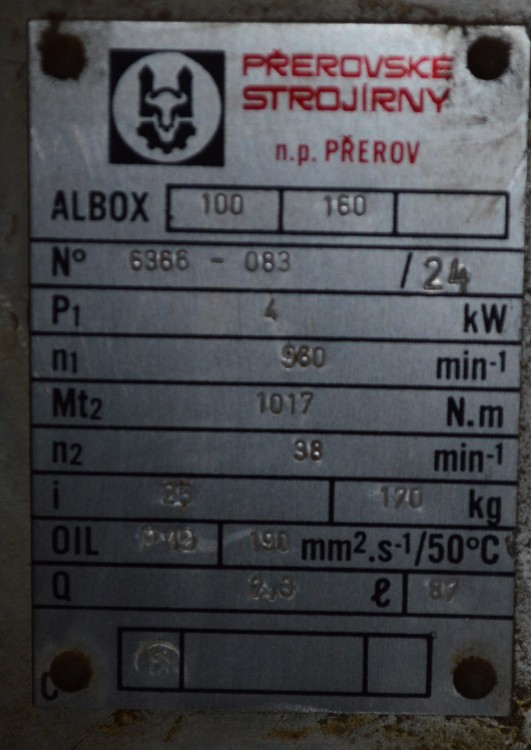 PŘEROVSKÉ
STROJÍRNY
n.p. PŘEROV
ALBOX 100 160
Nº 6366 - 083 /24
P1 4 kW
n1 960 min-1
Mt2 1017 N.m
n2 38 min-1
i 25 170 kg
OIL 190 mm².s-1/50°C
Q ℓ 87
C